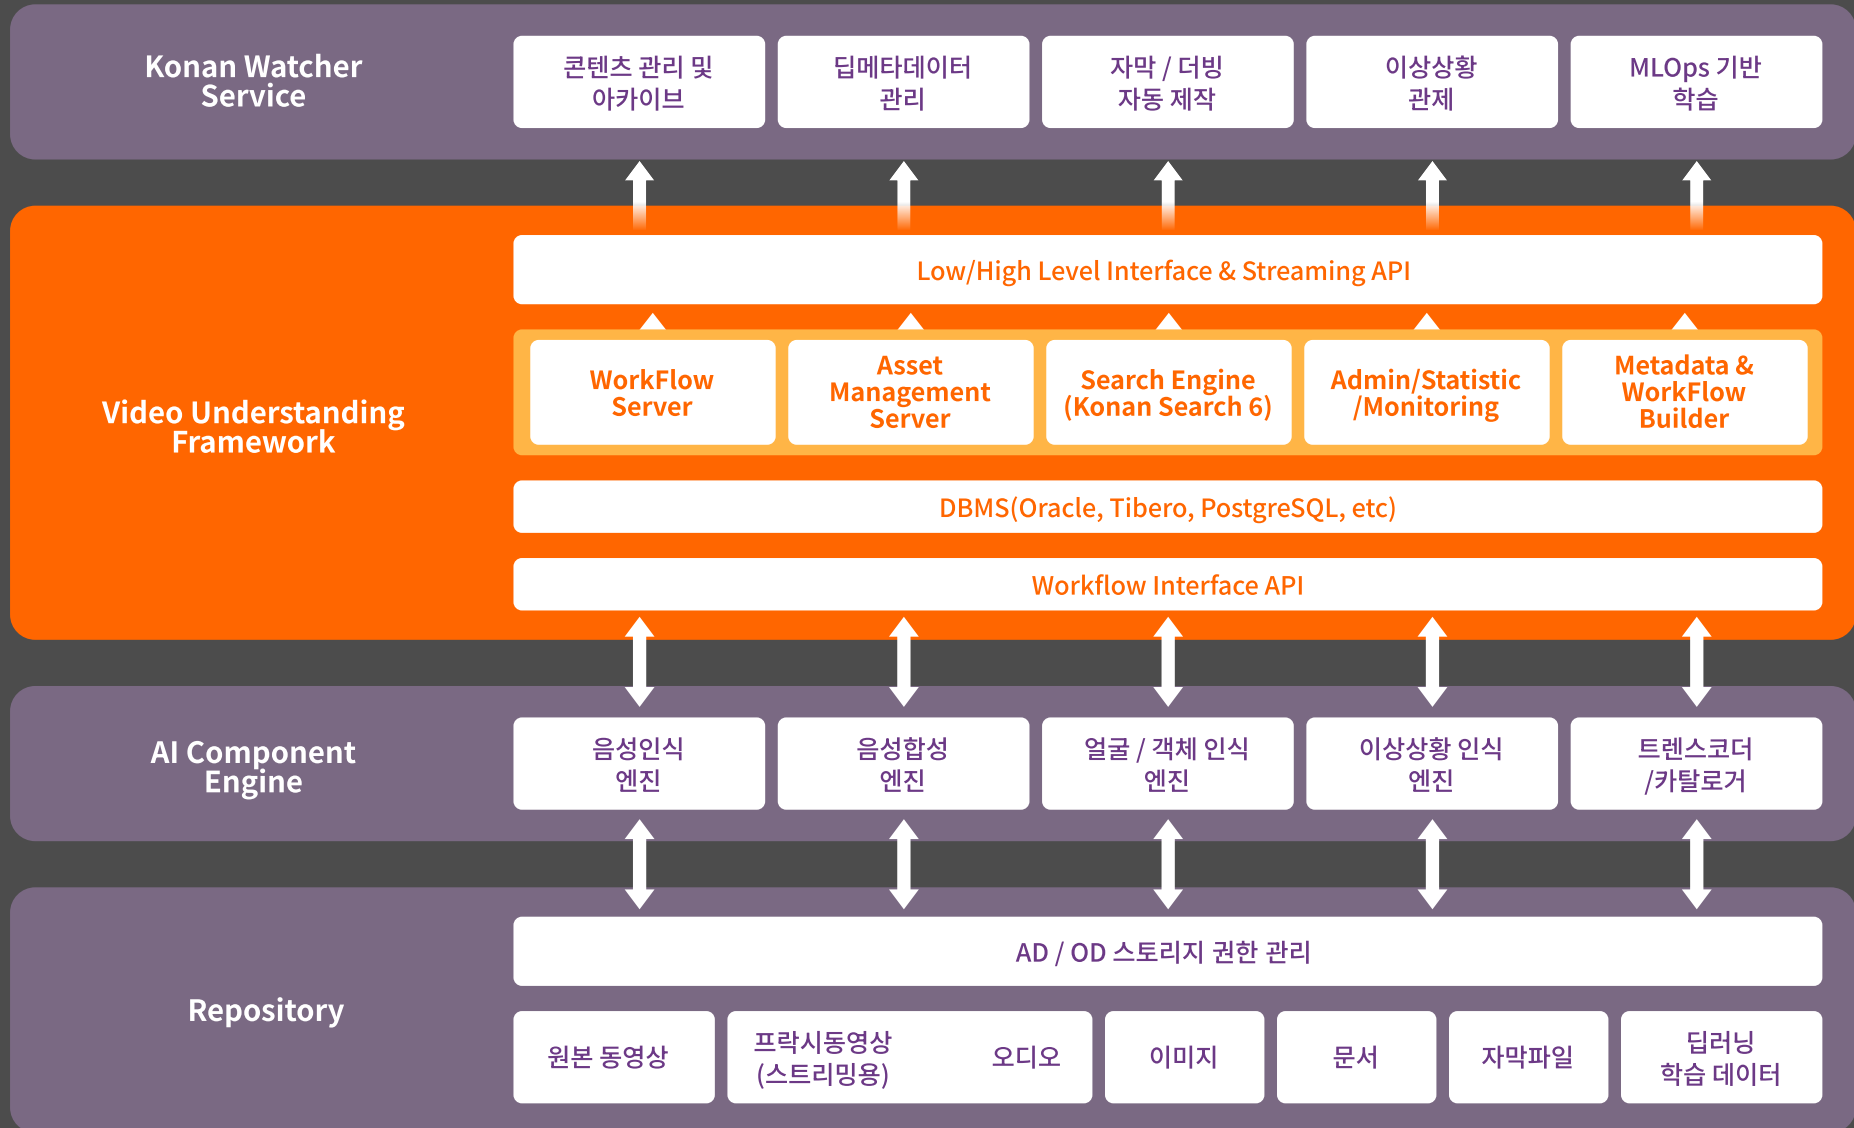 Konan Watcher
Service
콘텐츠 관리 및
아카이브
딥메타데이터
관리
자막 / 더빙
자동 제작
이상상황
관제
MLOps 기반
학습
Video Understanding
Framework
Low/High Level Interface & Streaming API
WorkFlow
Server
Asset
Management
Server
Search Engine
(Konan Search 6)
Admin/Statistic
/Monitoring
Metadata &
WorkFlow
Builder
DBMS(Oracle, Tibero, PostgreSQL, etc)
Workflow Interface API
AI Component
Engine
음성인식
엔진
음성합성
엔진
얼굴 / 객체 인식
엔진
이상상황 인식
엔진
트렌스코더
/카탈로거
Repository
AD / OD 스토리지 권한 관리
원본 동영상
프락시동영상
(스트리밍용)
오디오
이미지
문서
자막파일
딥러닝
학습 데이터